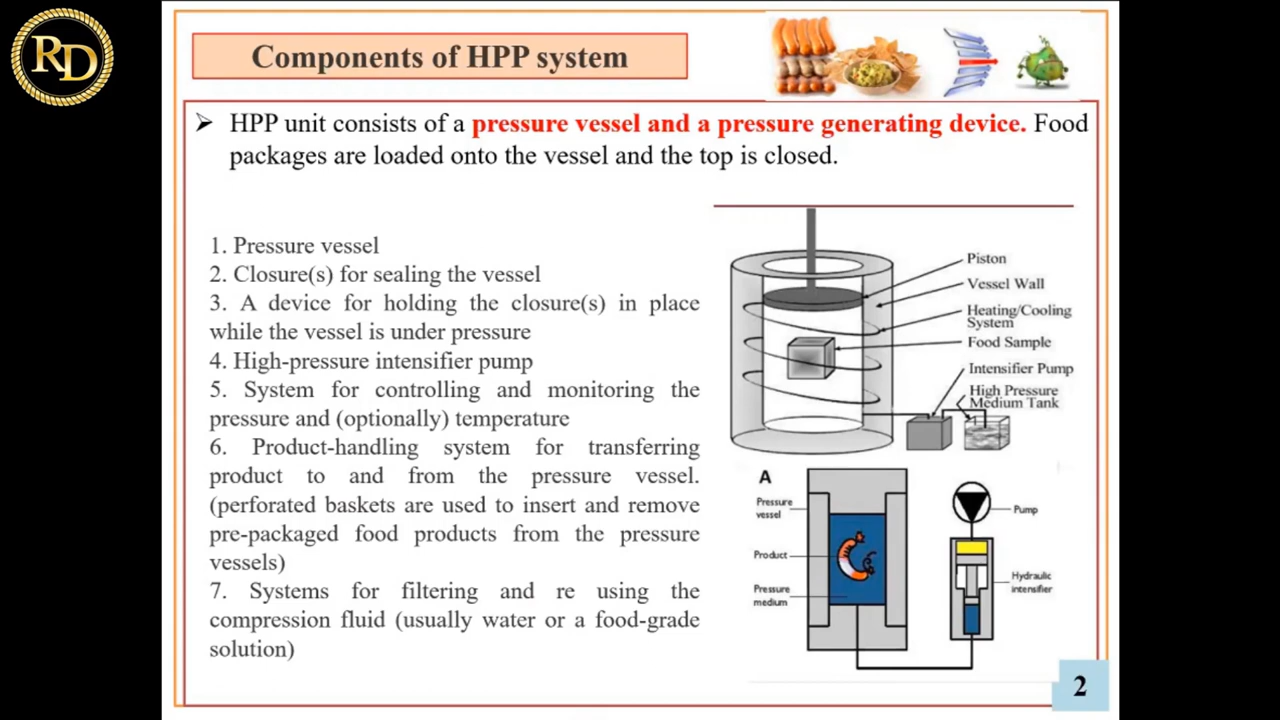 RD
Components of HPP system
➢ HPP unit consists of a pressure vessel and a pressure generating device. Food
packages are loaded onto the vessel and the top is closed.
1. Pressure vessel
2. Closure(s) for sealing the vessel
3. A device for holding the closure(s) in place
while the vessel is under pressure
4. High-pressure intensifier pump
5. System for controlling and monitoring the
pressure and (optionally) temperature
6. Product-handling system for transferring
product to and from the pressure vessel.
(perforated baskets are used to insert and remove
pre-packaged food products from the pressure
vessels)
7. Systems for filtering and re using the
compression fluid (usually water or a food-grade
solution)
Piston
Vessel Wall
Heating/Cooling
System
Food Sample
Intensifier Pump
High Pressure
Medium Tank
A
Pressure
vessel
Product
Pressure
medium
Pump
Hydraulic
intensifier
2